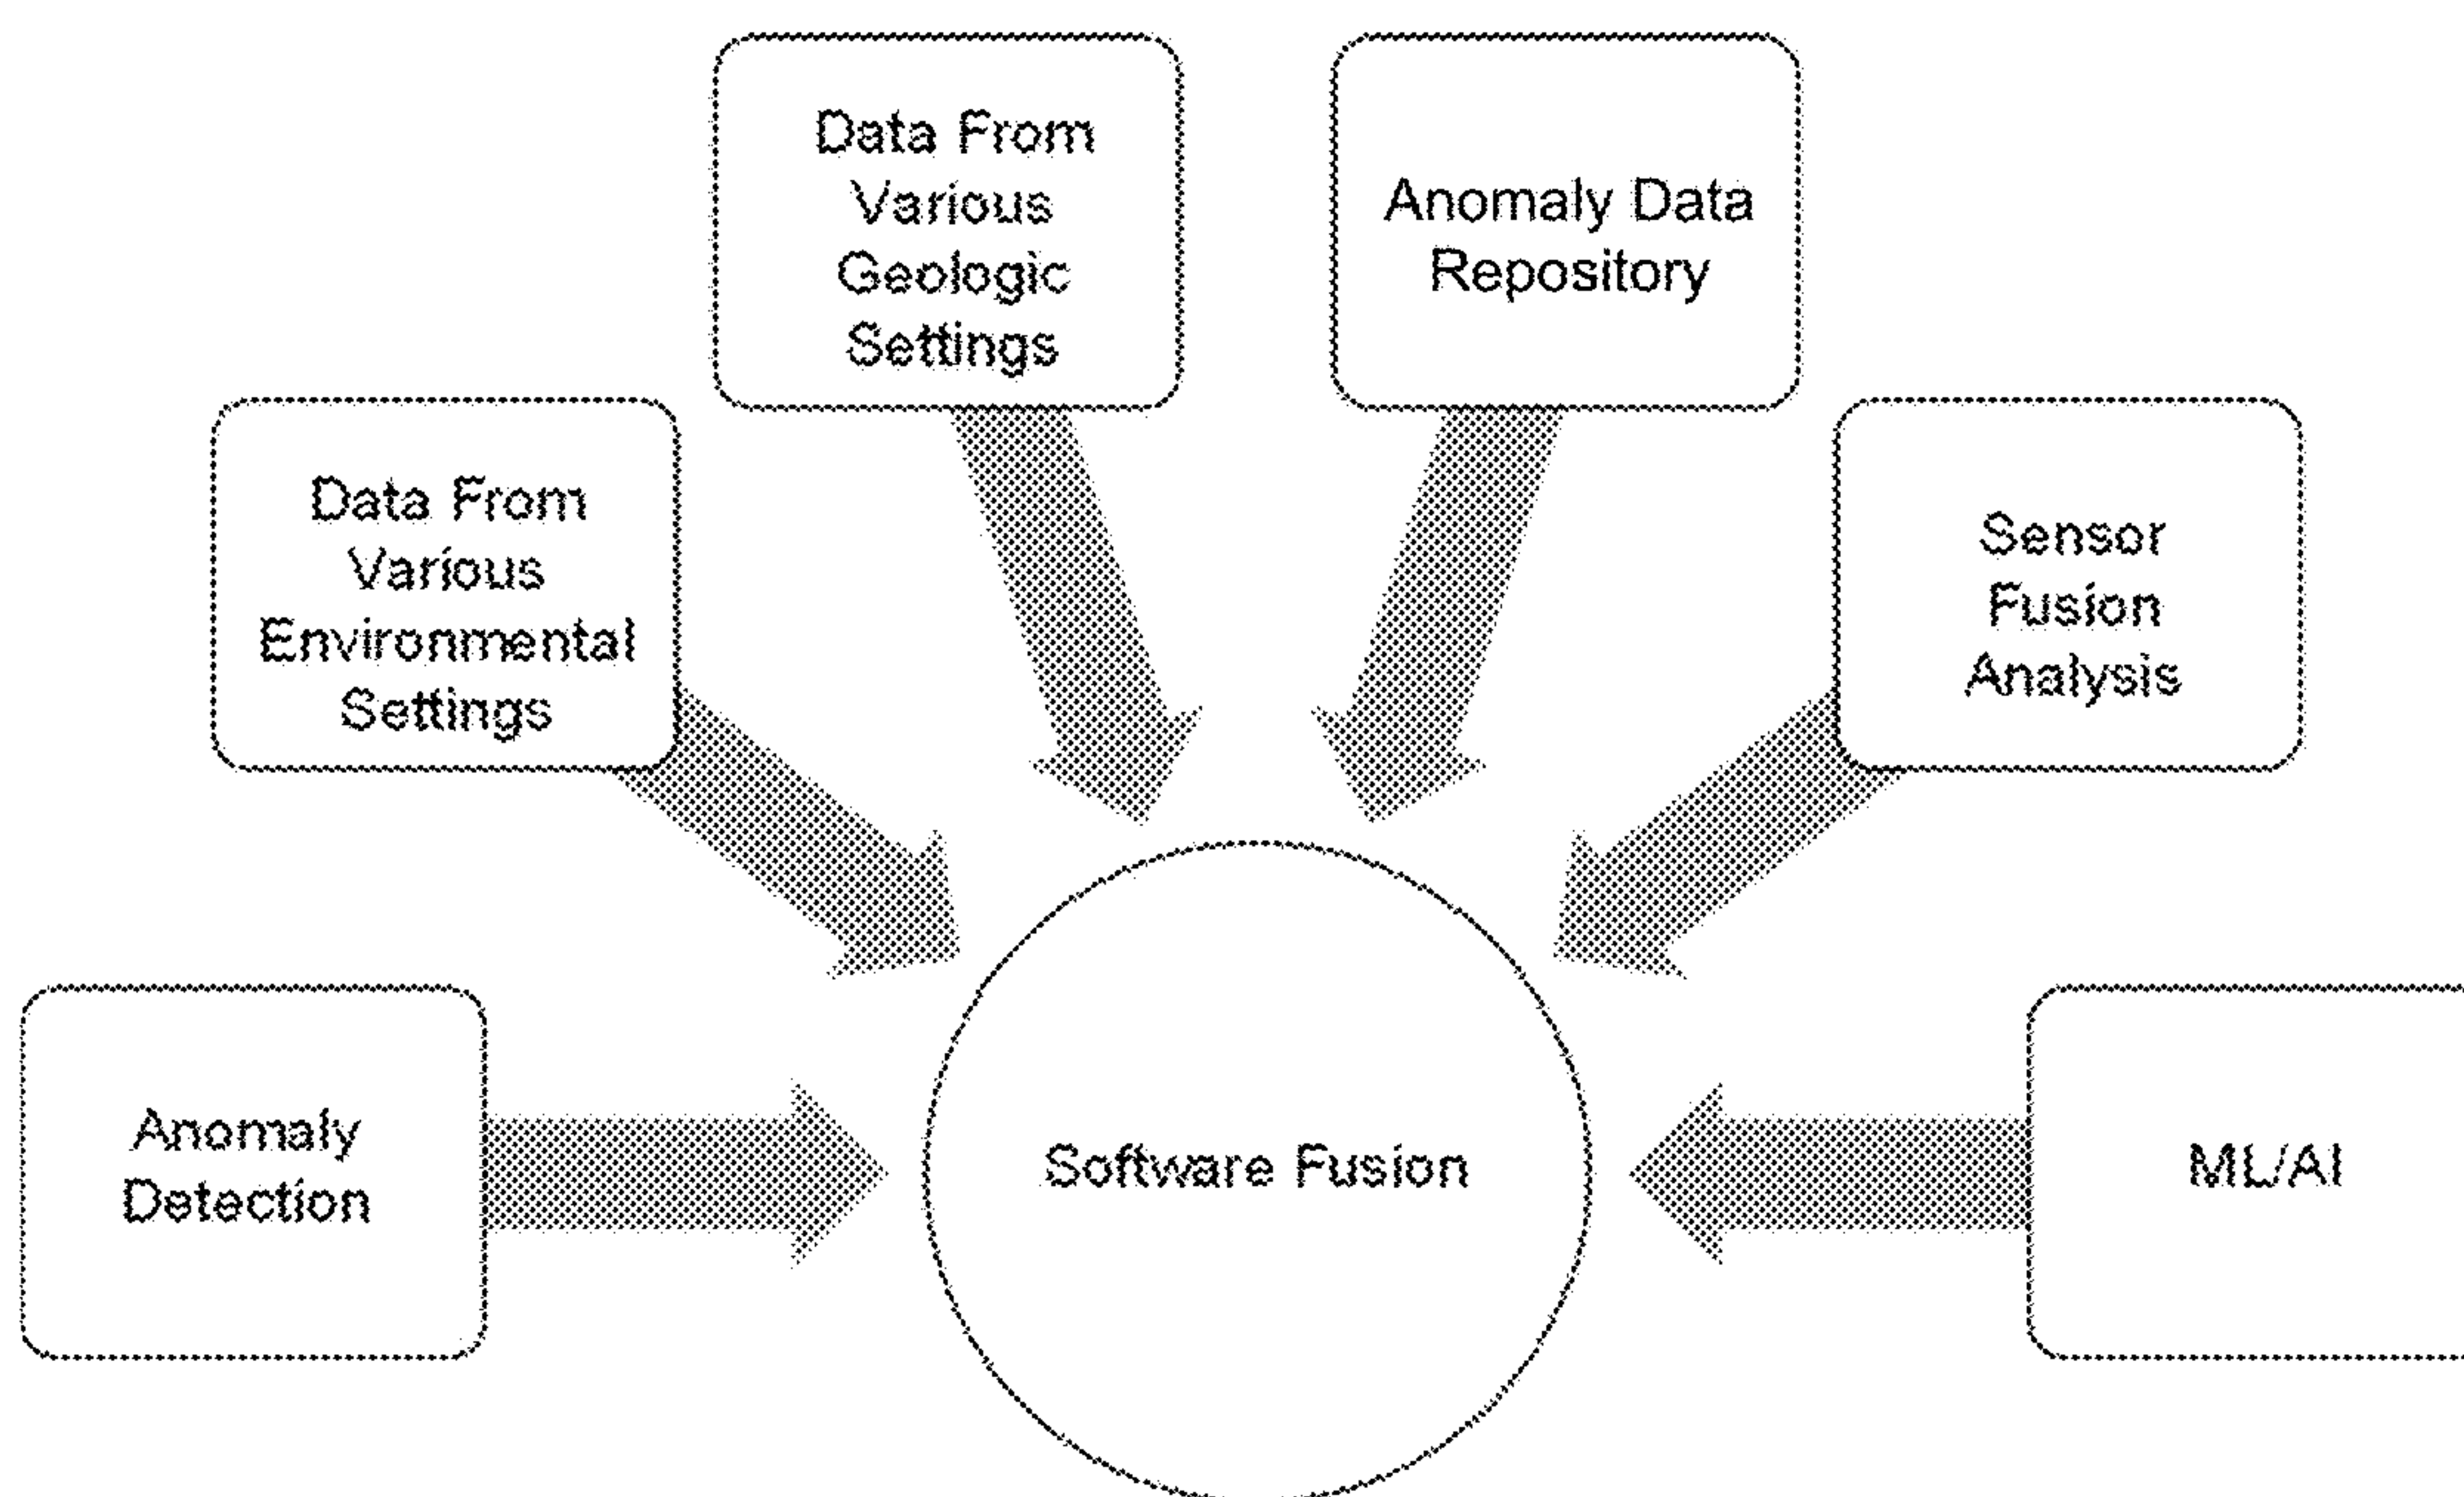 Data From
Various
Geologic
Settings
Anomaly Data
Repository
Data From
Various
Environmental
Settings
Sensor
Fusion
Analysis
Anomaly
Detection
Software Fusion
ML/AI